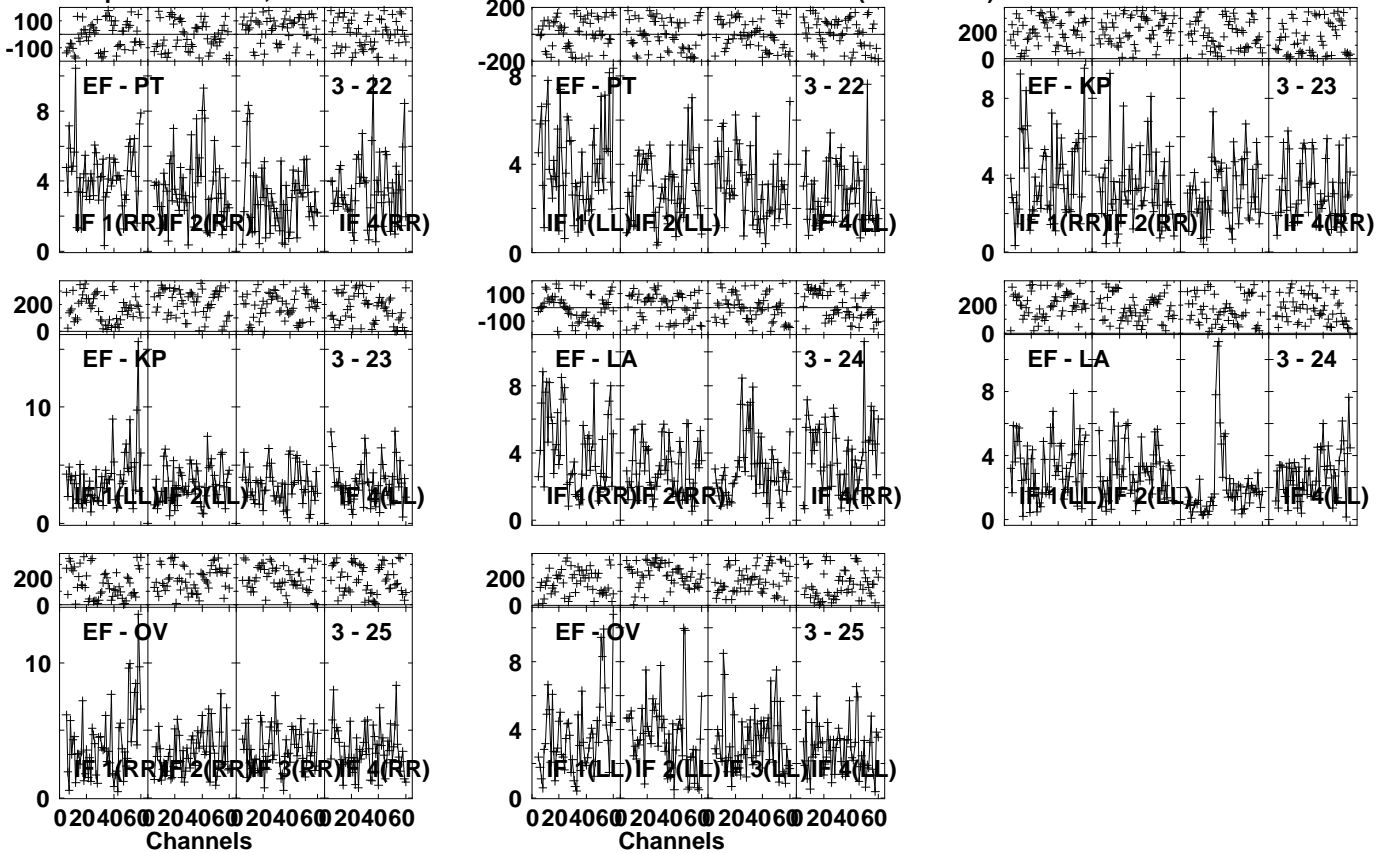 100
-100
EF - PT 3 - 22
8
4
0
IF 1(RR) IF 2(RR) IF 4(RR)
200
-200
EF - PT 3 - 22
8
4
0
IF 1(LL) IF 2(LL) IF 4(LL)
200
0
EF - KP 3 - 23
8
4
0
IF 1(RR) IF 2(RR) IF 4(RR)
200
0
EF - KP 3 - 23
10
0
IF 1(LL) IF 2(LL) IF 4(LL)
100
-100
EF - LA 3 - 24
8
4
0
IF 1(RR) IF 2(RR) IF 4(RR)
200
0
EF - LA 3 - 24
8
4
0
IF 1(LL) IF 2(LL) IF 4(LL)
200
0
EF - OV 3 - 25
10
0
IF 1(RR) IF 2(RR) IF 3(RR) IF 4(RR)
0 20 40 60 0 20 40 60 0 20 40 60 0 20 40 60
Channels
200
0
EF - OV 3 - 25
8
4
0
IF 1(LL) IF 2(LL) IF 3(LL) IF 4(LL)
0 20 40 60 0 20 40 60 0 20 40 60 0 20 40 60
Channels